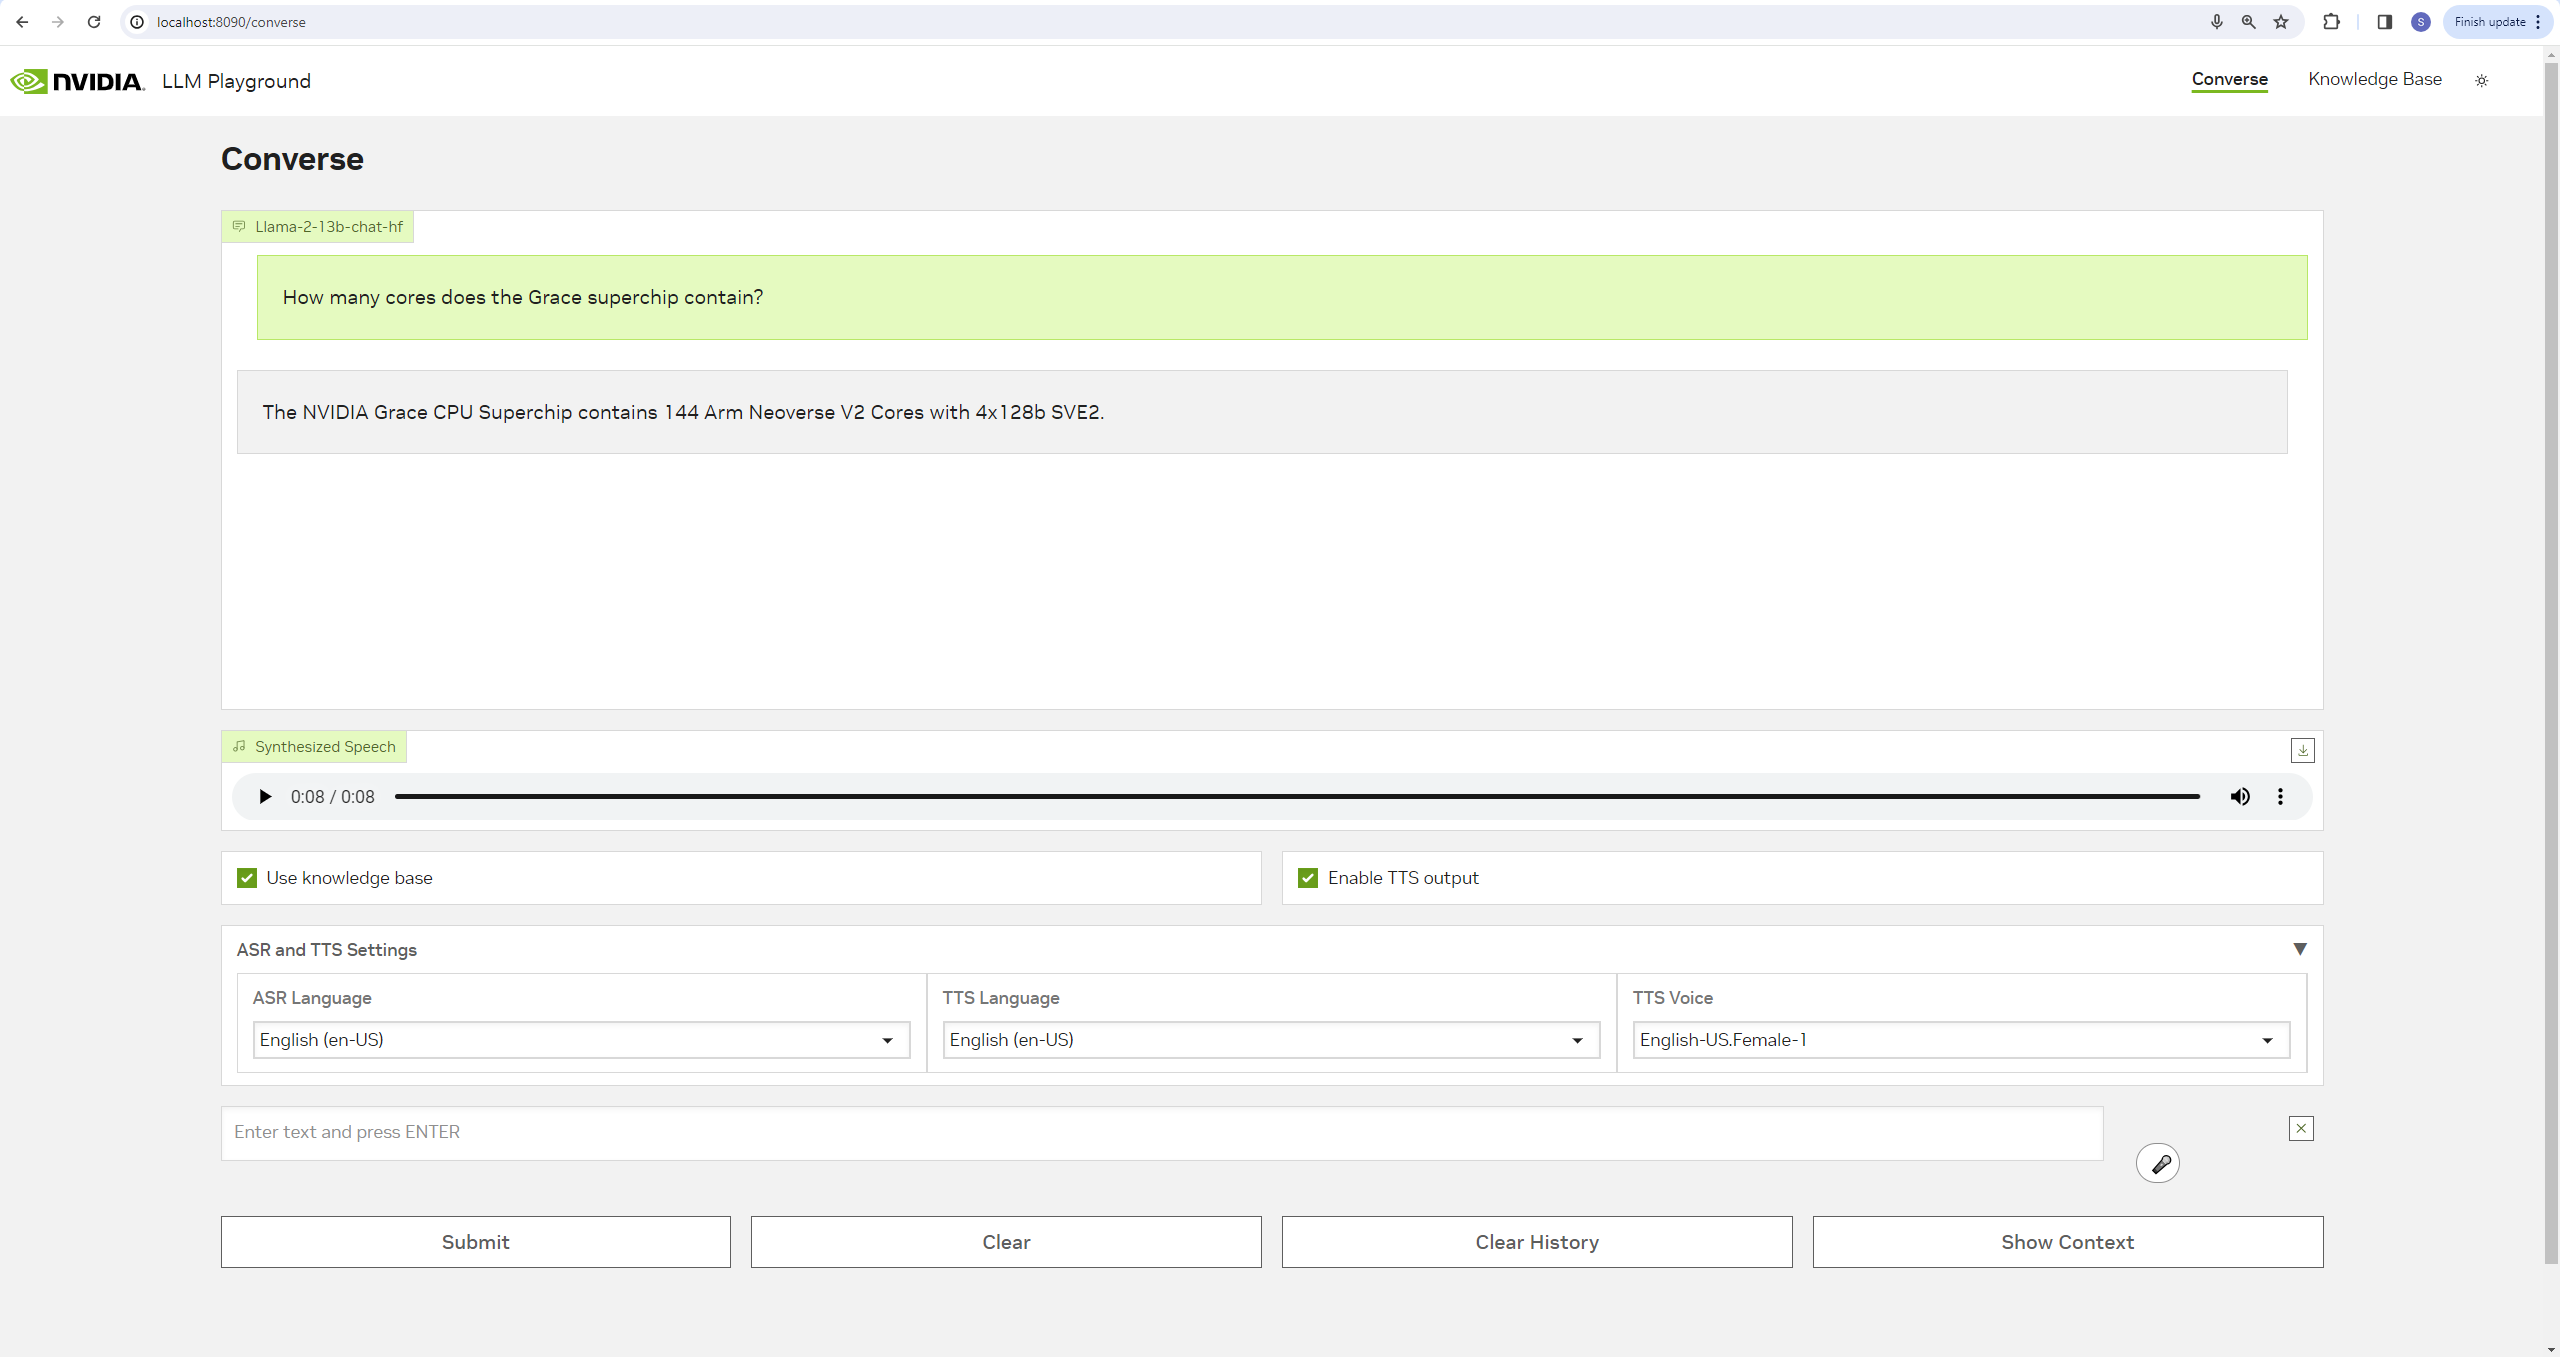 localhost:8090/converse
S
Finish update
NVIDIA.
LLM Playground
Converse
Knowledge Base
Converse
Llama-2-13b-chat-hf
How many cores does the Grace superchip contain?
The NVIDIA Grace CPU Superchip contains 144 Arm Neoverse V2 Cores with 4x128b SVE2.
Synthesized Speech
0:08 / 0:08
Use knowledge base
Enable TTS output
ASR and TTS Settings
ASR Language
TTS Language
TTS Voice
English (en-US)
English (en-US)
English-US.Female-1
Enter text and press ENTER
Submit
Clear
Clear History
Show Context